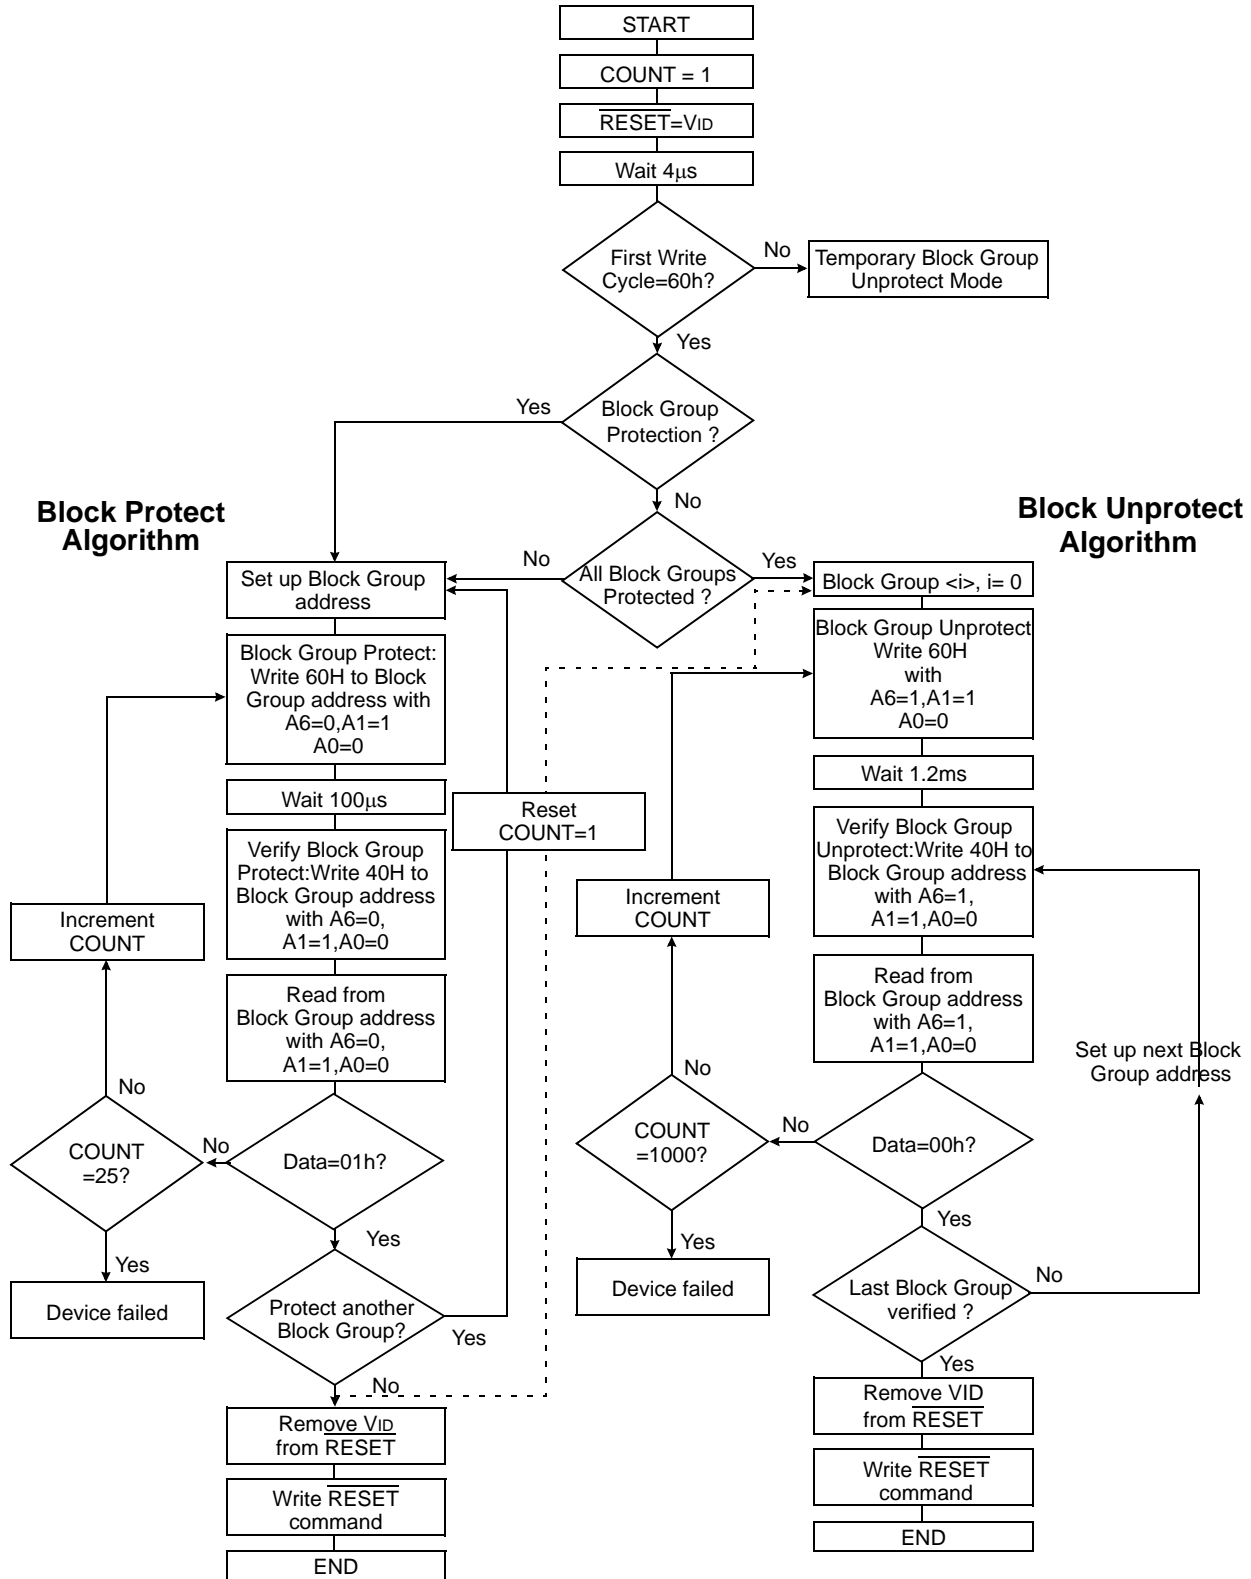 START
COUNT = 1
RESET=VID
Wait 4µs
First Write
Cycle=60h?
No
Temporary Block Group
Unprotect Mode
Yes
Block Group
Protection ?
Yes
No
Block Protect
Algorithm
Block Unprotect
Algorithm
All Block Groups
Protected ?
No
Yes
Set up Block Group
address
Block Group Protect:
Write 60H to Block
Group address with
A6=0,A1=1
A0=0
Wait 100µs
Verify Block Group
Protect:Write 40H to
Block Group address
with A6=0,
A1=1,A0=0
Read from
Block Group address
with A6=0,
A1=1,A0=0
Data=01h?
No
COUNT
=25?
No
Increment
COUNT
Yes
Device failed
Yes
Protect another
Block Group?
Yes
Reset
COUNT=1
No
Remove VID
from RESET
Write RESET
command
END
Block Group <i>, i= 0
Block Group Unprotect
Write 60H
with
A6=1,A1=1
A0=0
Wait 1.2ms
Verify Block Group
Unprotect:Write 40H to
Block Group address
with A6=1,
A1=1,A0=0
Read from
Block Group address
with A6=1,
A1=1,A0=0
Data=00h?
No
COUNT
=1000?
No
Increment
COUNT
Yes
Device failed
Yes
Last Block Group
verified ?
No
Set up next Block
Group address
Yes
Remove VID
from RESET
Write RESET
command
END